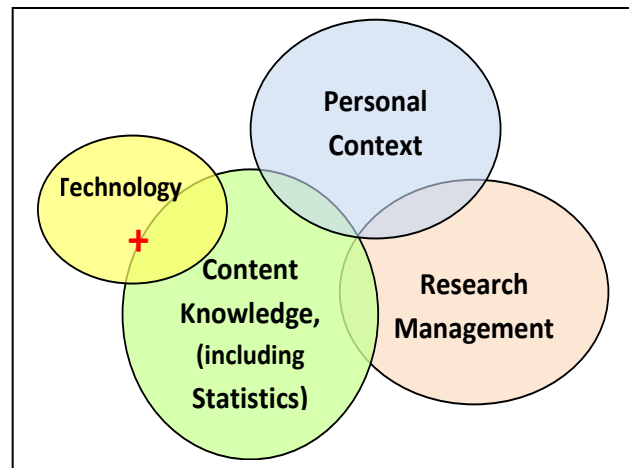 Personal
Context
Technology
+
Content
Knowledge,
(including
Statistics)
Research
Management